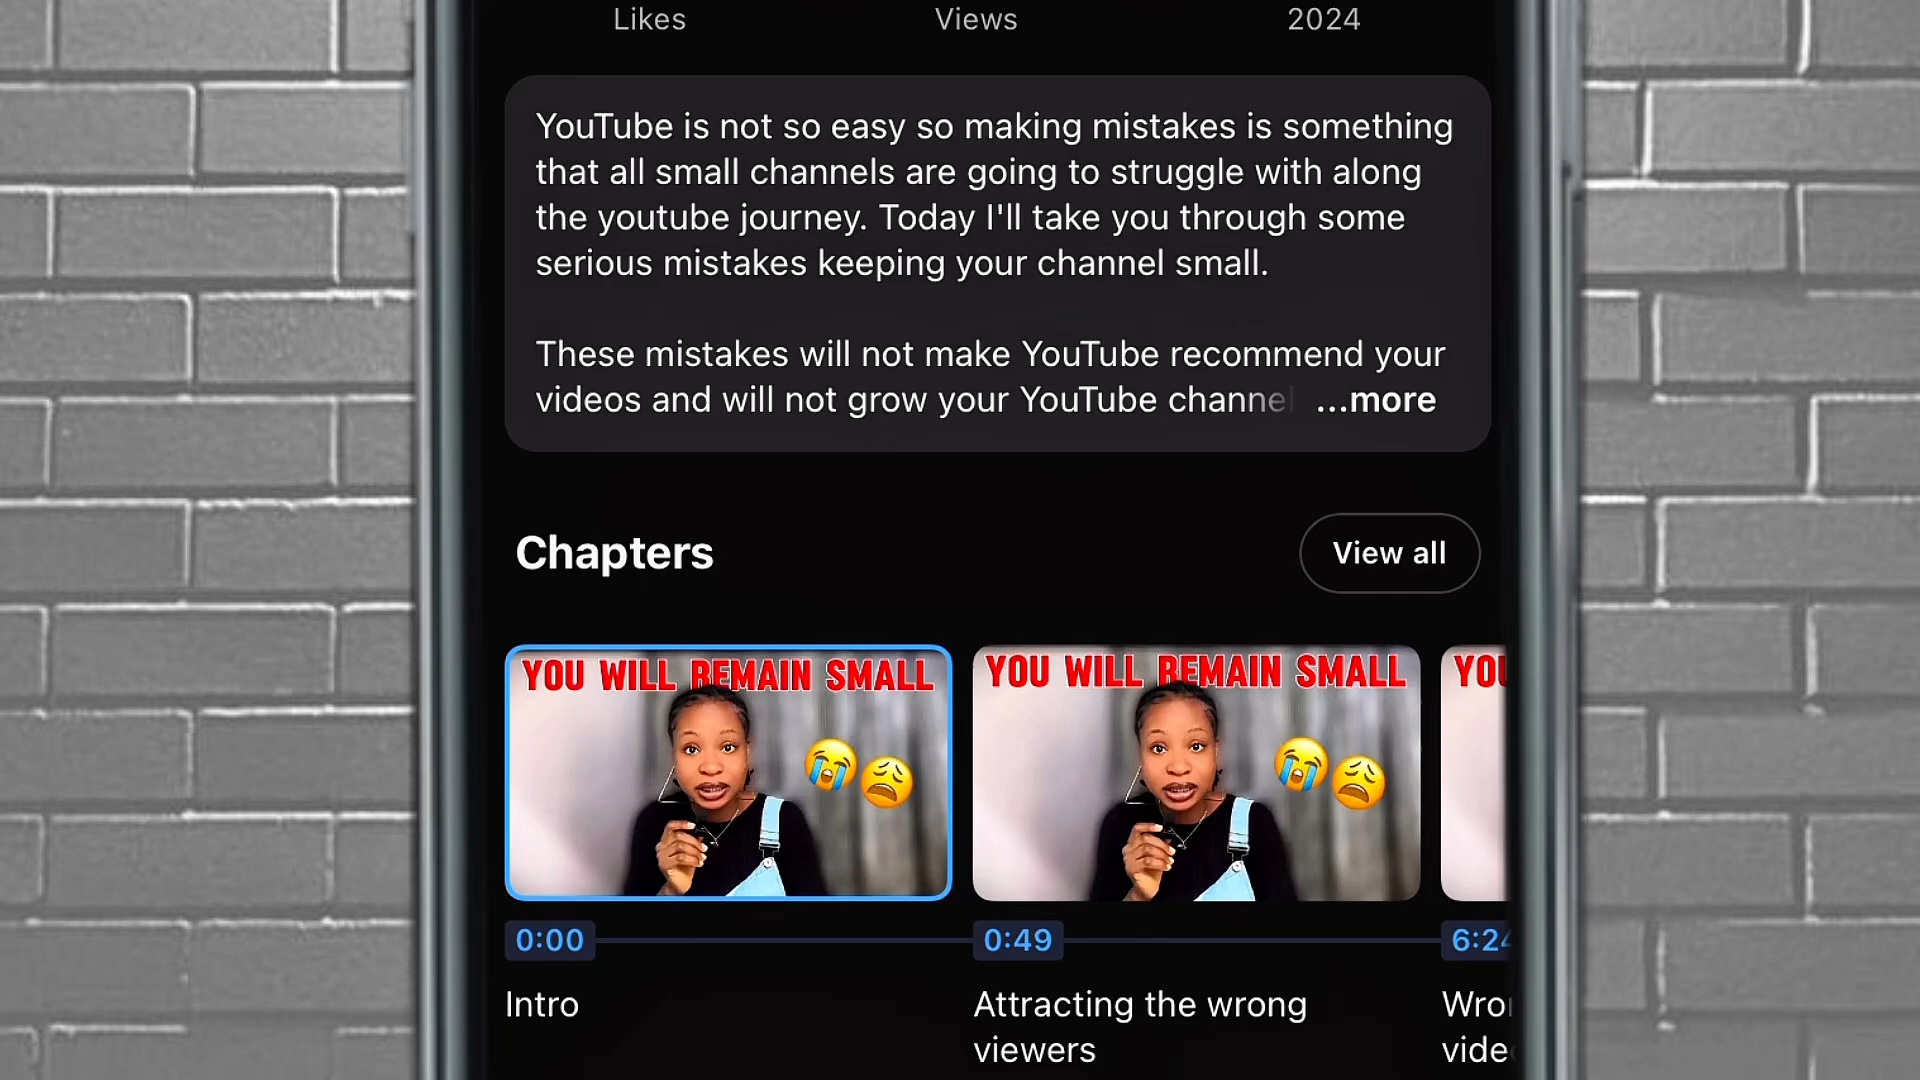 Likes
Views
2024
YouTube is not so easy so making mistakes is something
that all small channels are going to struggle with along
the youtube journey. Today I'll take you through some
serious mistakes keeping your channel small.
These mistakes will not make YouTube recommend your
videos and will not grow your YouTube channel ...more
Chapters
View all
YOU WILL REMAIN SMALL
YOU WILL REMAIN SMALL
YOU
0:00
0:49
6:24
Intro
Attracting the wrong
viewers